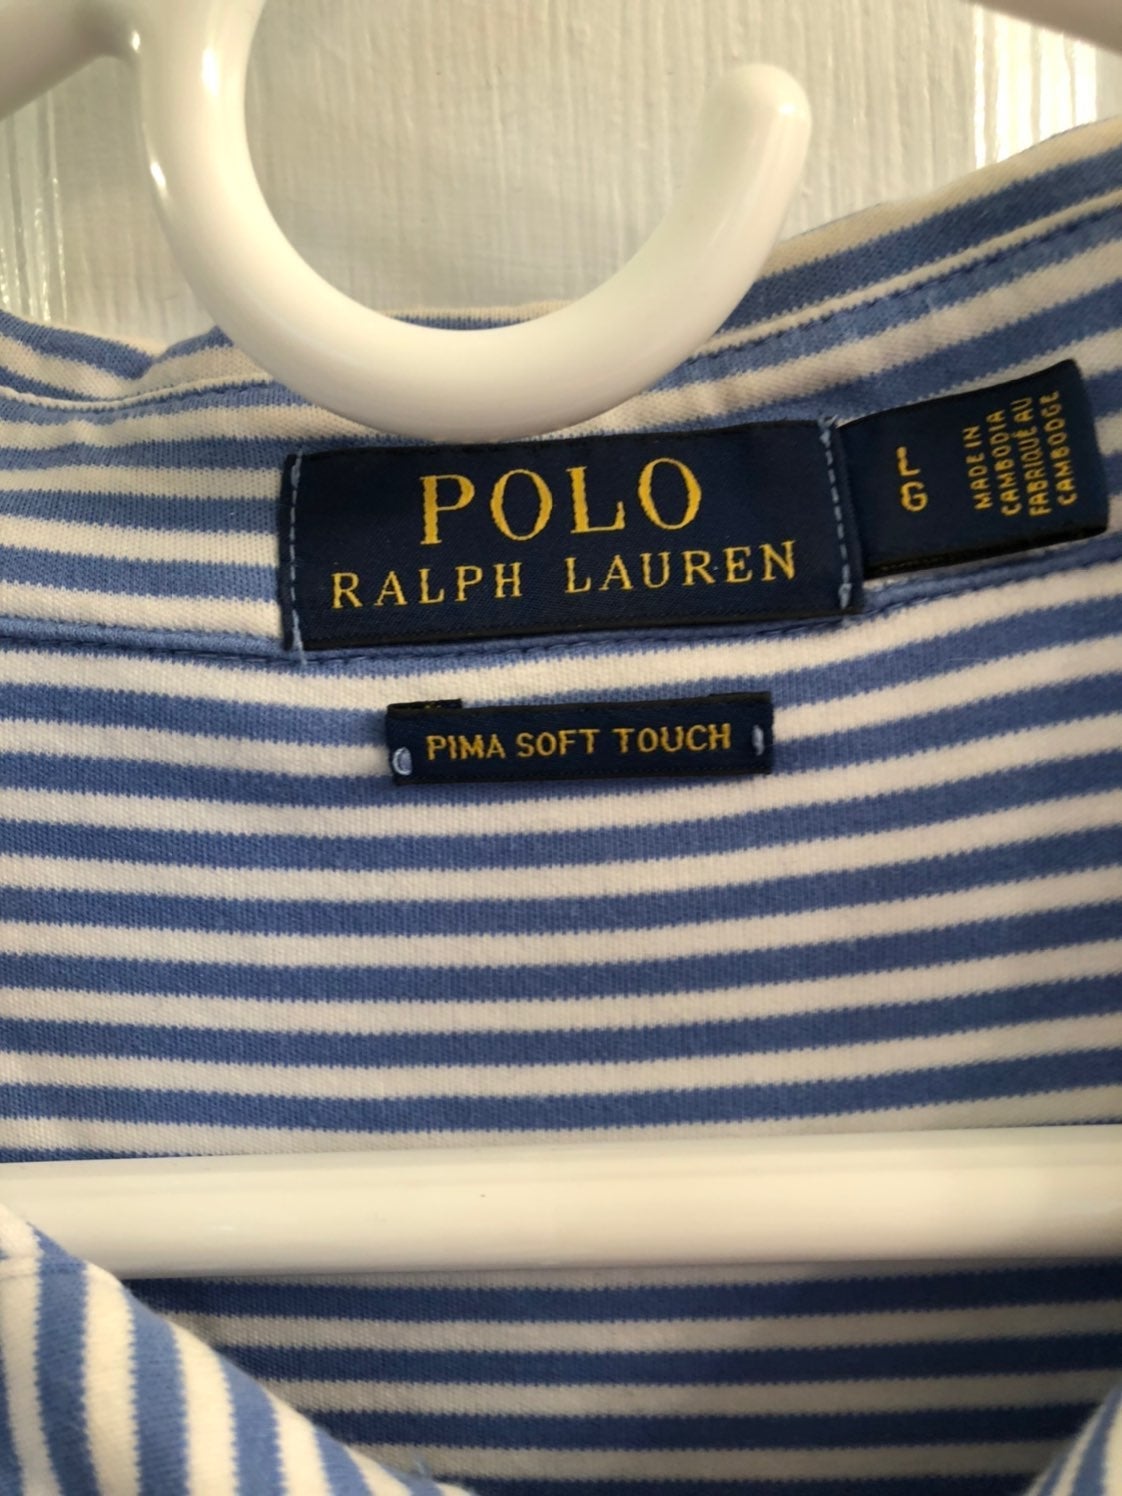 POLO
RALPH LAUREN
L
G
MADE IN
CAMBODIA
FABRIQUÉ AU
CAMBODGE
PIMA SOFT TOUCH